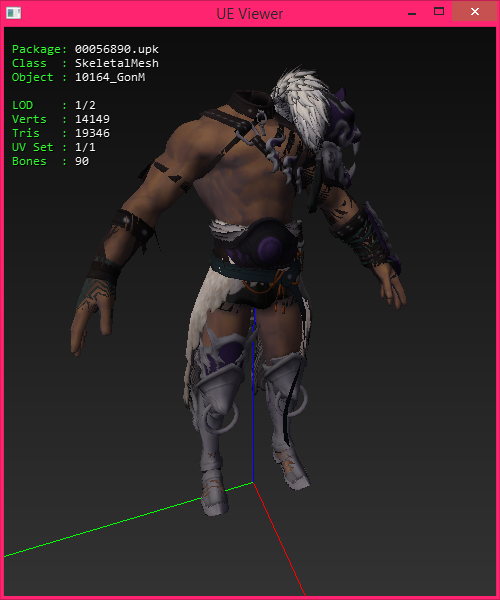 UE Viewer
Package: 00056890.upk
Class : SkeletalMesh
Object : 10164_GonM
LOD : 1/2
Verts : 14149
Tris : 19346
UV Set : 1/1
Bones : 90